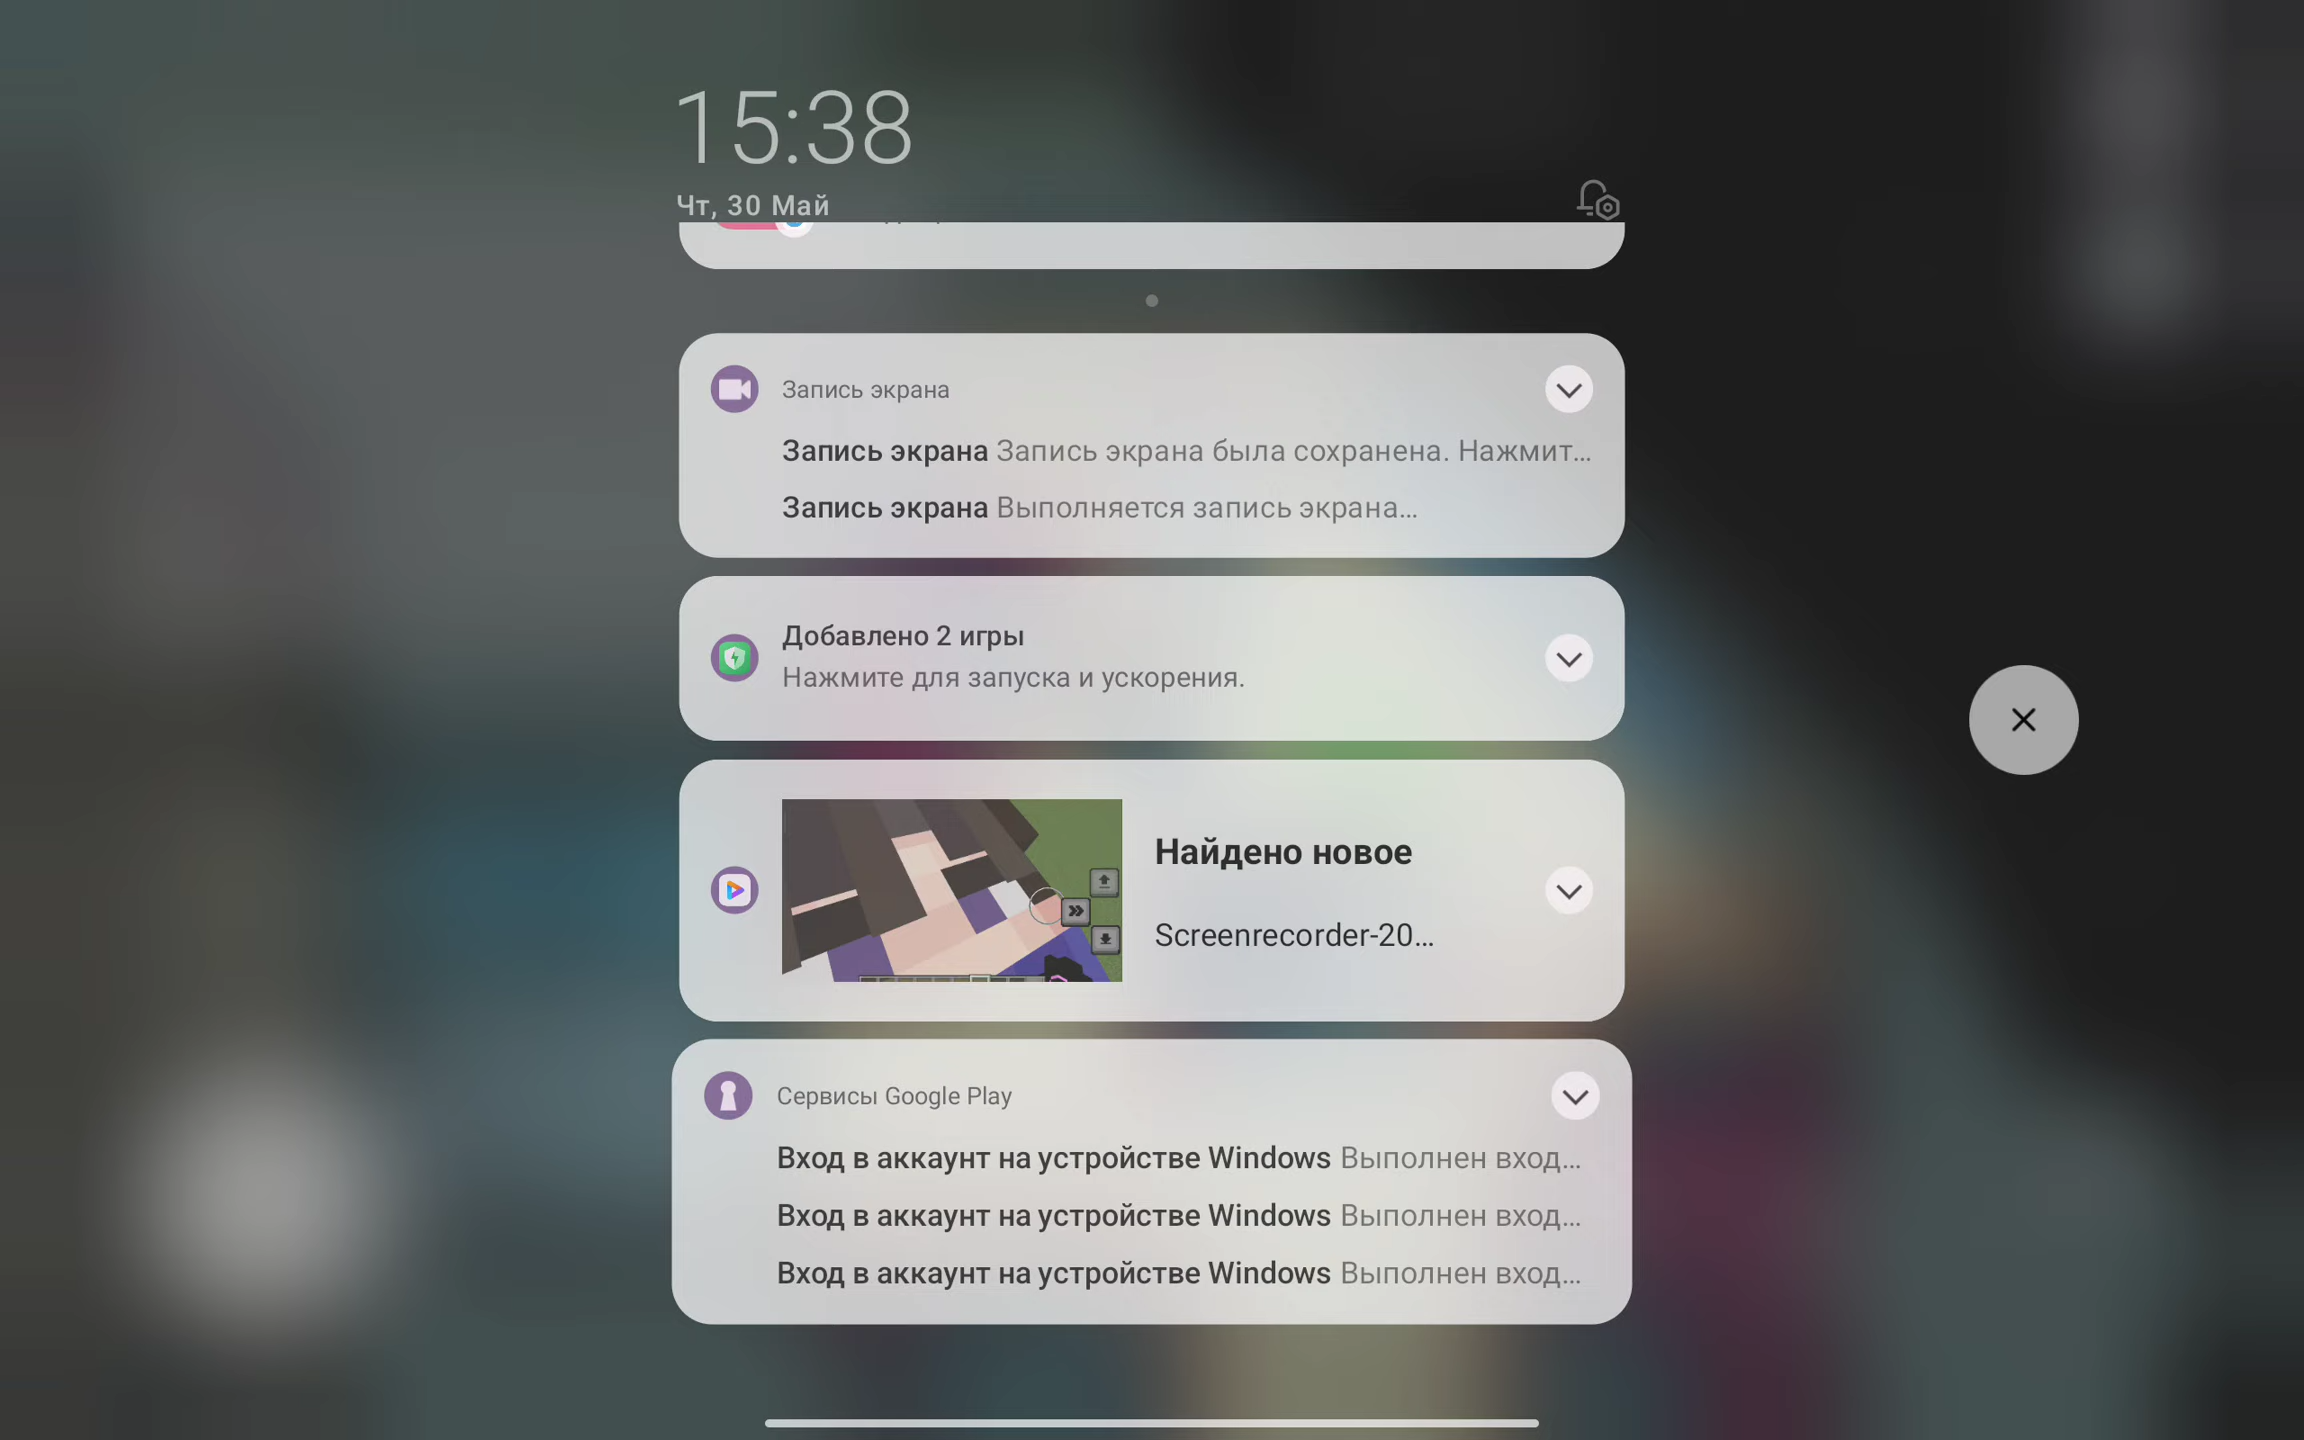 15:38
Чт, 30 Май
Запись экрана
Запись экрана Запись экрана была сохранена. Нажмит…
Запись экрана Выполняется запись экрана…
Добавлено 2 игры
Нажмите для запуска и ускорения.
Найдено новое
Screenrecorder-20…
Сервисы Google Play
Вход в аккаунт на устройстве Windows Выполнен вход…
Вход в аккаунт на устройстве Windows Выполнен вход…
Вход в аккаунт на устройстве Windows Выполнен вход…